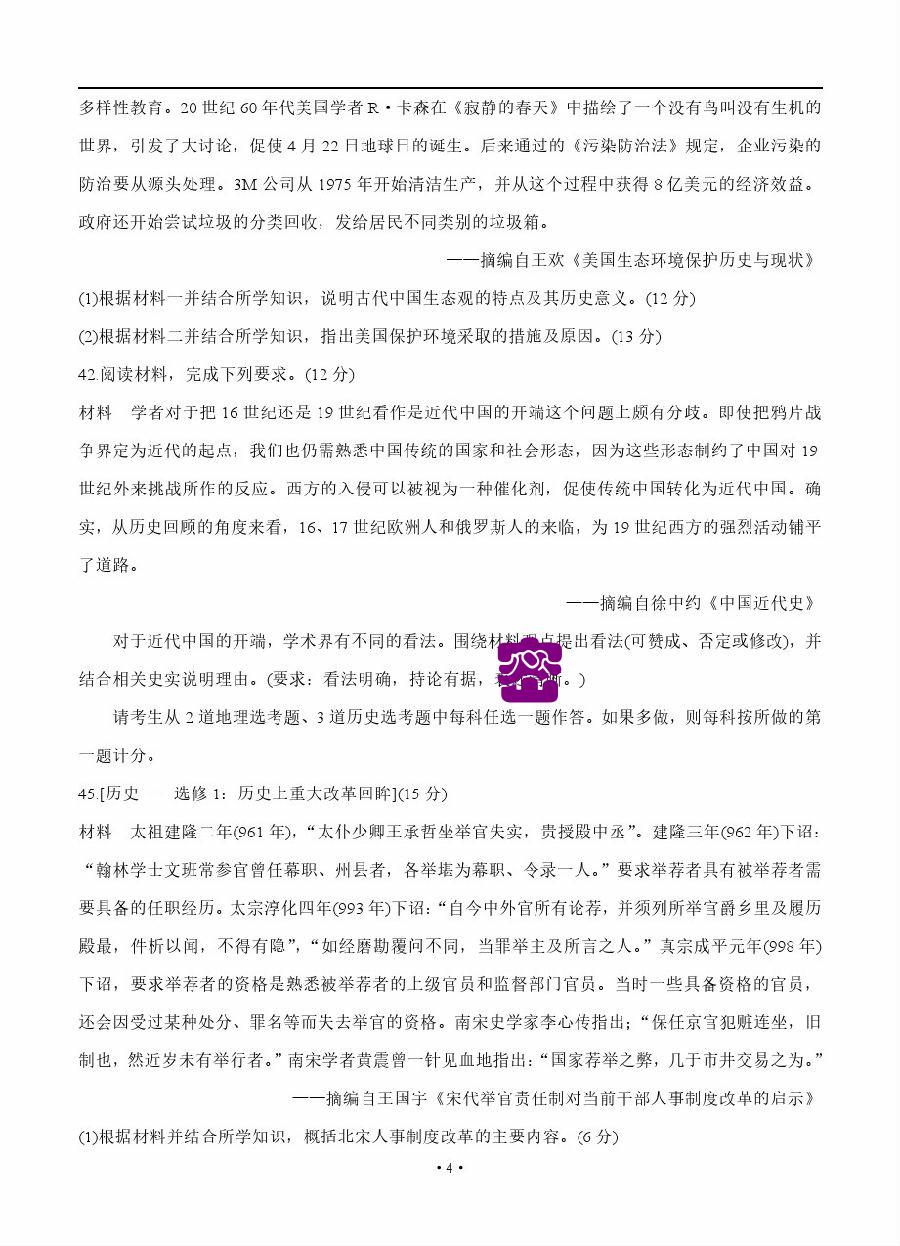 多样性教育。20 世纪 60 年代美国学者 R·卡森在《寂静的春天》中描绘了一个没有鸟叫没有生机的
世界，引发了大讨论，促使 4 月 22 日地球日的诞生。后来通过的《污染防治法》规定，企业污染的
防治要从源头处理。3M 公司从 1975 年开始清洁生产，并从这个过程中获得 8 亿美元的经济效益。
政府还开始尝试垃圾的分类回收，发给居民不同类别的垃圾箱。
——摘编自王欢《美国生态环境保护历史与现状》
(1)根据材料一并结合所学知识，说明古代中国生态观的特点及其历史意义。(12 分)
(2)根据材料二并结合所学知识，指出美国保护环境采取的措施及原因。(13 分)
42.阅读材料，完成下列要求。(12 分)
材料　学者对于把 16 世纪还是 19 世纪看作是近代中国的开端这个问题上颇有分歧。即使把鸦片战
争界定为近代的起点，我们也仍需熟悉中国传统的国家和社会形态，因为这些形态制约了中国对 19
世纪外来挑战所作的反应。西方的入侵可以被视为一种催化剂，促使传统中国转化为近代中国。确
实，从历史回顾的角度来看，16、17 世纪欧洲人和俄罗斯人的来临，为 19 世纪西方的强烈活动铺平
了道路。
——摘编自徐中约《中国近代史》
对于近代中国的开端，学术界有不同的看法。围绕材料观点提出看法(可赞成、否定或修改)，并
结合相关史实说明理由。(要求：看法明确，持论有据，。)
请考生从 2 道地理选考题、3 道历史选考题中每科任选一题作答。如果多做，则每科按所做的第
一题计分。
45.[历史　　选修 1：历史上重大改革回眸](15 分)
材料　太祖建隆二年(961 年)，“太仆少卿王承哲坐举官失实，责授殿中丞”。建隆三年(962 年)下诏：
“翰林学士文班常参官曾任幕职、州县者，各举堪为幕职、令录一人。”要求举荐者具有被举荐者需
要具备的任职经历。太宗淳化四年(993 年)下诏：“自今中外官所有论荐，并须列所举官爵乡里及履历
殿最，件析以闻，不得有隐”，“如经磨勘覆问不同，当罪举主及所言之人。”真宗咸平元年(998 年)
下诏，要求举荐者的资格是熟悉被举荐者的上级官员和监督部门官员。当时一些具备资格的官员，
还会因受过某种处分、罪名等而失去举官的资格。南宋史学家李心传指出；“保任京官犯赃连坐，旧
制也，然近岁未有举行者。”南宋学者黄震曾一针见血地指出：“国家荐举之弊，几于市井交易之为。”
——摘编自王国宇《宋代举官责任制对当前干部人事制度改革的启示》
(1)根据材料并结合所学知识，概括北宋人事制度改革的主要内容。(6 分)
·4·